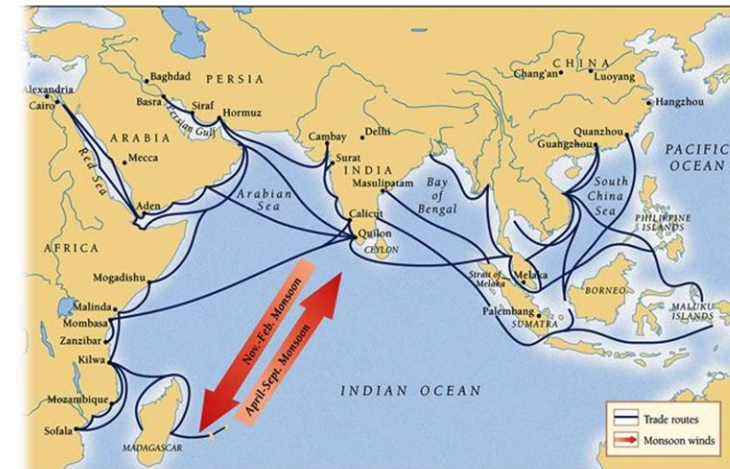 Alexandria
Cairo
Baghdad
PERSIA
Basra
Siraf
Hormuz
Persian Gulf
ARABIA
Mecca
Red Sea
Aden
Arabian
Sea
AFRICA
Mogadishu
Malinda
Mombasa
Zanzibar
Kilwa
Mozambique
Sofala
MADAGASCAR
Cambay
Delhi
Surat
INDIA
Masulipatam
Calicut
Quilon
CEYLON
Bay
of
Bengal
Nov.-Feb. Monsoon
April-Sept. Monsoon
INDIAN OCEAN
CHINA
Chang'an
Luoyang
Hangzhou
Quanzhou
Guangzhou
PACIFIC
OCEAN
South
China
Sea
PHILIPPINE
ISLANDS
Strait of
Melaka
Melaka
BORNEO
MALUKU
ISLANDS
Palembang
SUMATRA
Trade routes
Monsoon winds